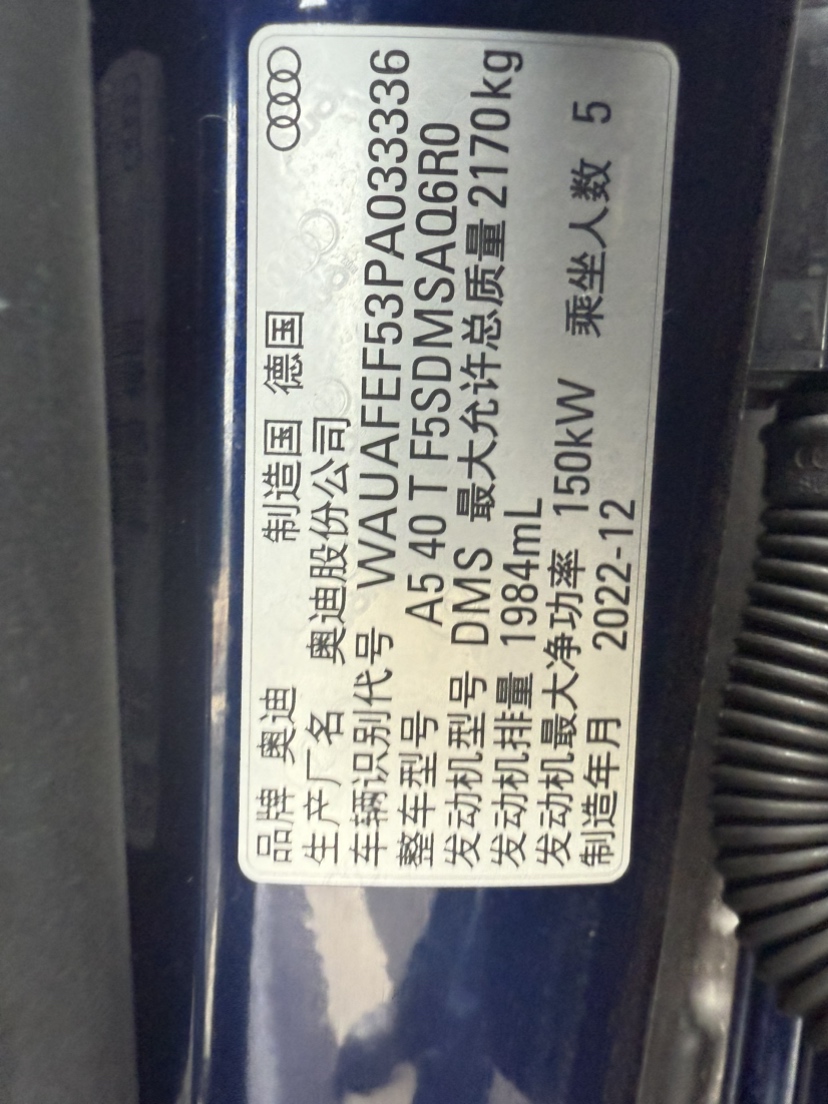 品牌 奥迪 制造国 德国
生产厂名 奥迪股份公司
车辆识别代号 WAUAFEF53PA033336
整车型号 A5 40 T F5SDMSAQ6R0
发动机型号 DMS 最大允许总质量 2170kg
发动机排量 1984mL
发动机最大净功率 150kW 乘坐人数 5
制造年月 2022-12